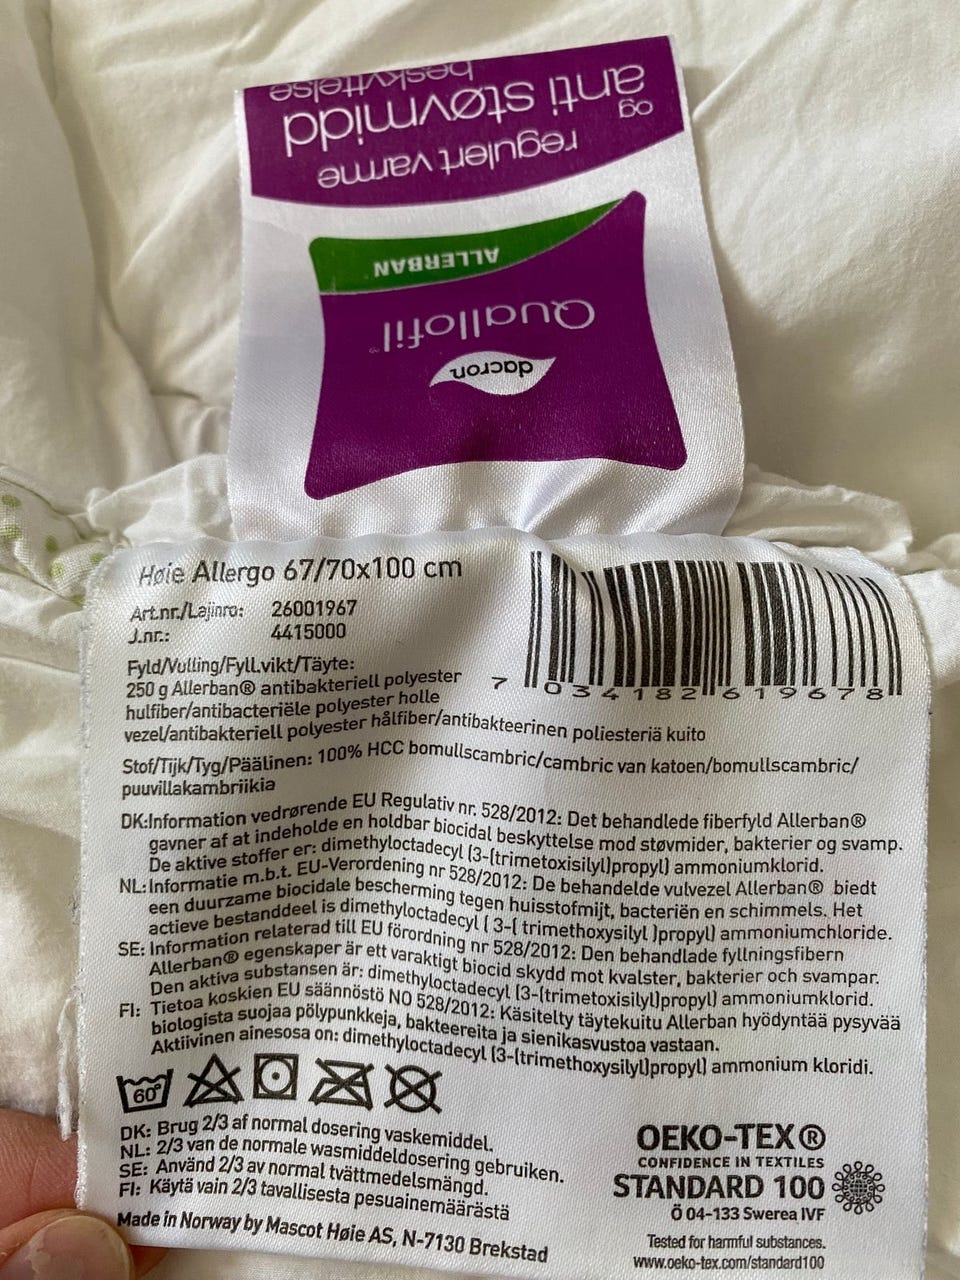 beskyttelse
anti støvmidd
og
regulert varme
ALLERBAN®
Quallofil®
dacron
Høie Allergo 67/70x100 cm
Art.nr./Lajinro: 26001967
J.nr.: 4415000
Fyld/Vulling/Fyll.vikt/Täyte:
250 g Allerban® antibakteriell polyester
hulfiber/antibacteriële polyester holle
vezel/antibakteriell polyester hålfiber/antibakteerinen poliesteriä kuito
7 034182 619678
Stof/Tijk/Tyg/Päälinen: 100% HCC bomullscambric/cambric van katoen/bomullscambric/
puuvillakambriikia
DK:Information vedrørende EU Regulativ nr. 528/2012: Det behandlede fiberfyld Allerban®
gavner af at indeholde en holdbar biocidal beskyttelse mod støvmider, bakterier og svamp.
De aktive stoffer er: dimethyloctadecyl (3-(trimetoxisilyl)propyl) ammoniumklorid.
NL: Informatie m.b.t. EU-Verordening nr 528/2012: De behandelde vulvezel Allerban® biedt
een duurzame biocidale bescherming tegen huisstofmijt, bacteriën en schimmels. Het
actieve bestanddeel is dimethyloctadecyl ( 3-( trimethoxysilyl )propyl) ammoniumchloride.
SE: Information relaterad till EU förordning nr 528/2012: Den behandlade fyllningsfibern
Allerban® egenskaper är ett varaktigt biocid skydd mot kvalster, bakterier och svampar.
Den aktiva substansen är: dimethyloctadecyl (3-(trimetoxisilyl)propyl) ammoniumklorid.
FI: Tietoa koskien EU säännöstö NO 528/2012: Käsitelty täytekuitu Allerban hyödyntää pysyvää
biologista suojaa pölypunkkeja, bakteereita ja sienikasvustoa vastaan.
Aktiivinen ainesosa on: dimethyloctadecyl (3-(trimethoxysilyl)propyl) ammonium kloridi.
60°
DK: Brug 2/3 af normal dosering vaskemiddel.
NL: 2/3 van de normale wasmiddeldosering gebruiken.
SE: Använd 2/3 av normal tvättmedelsmängd.
FI: Käytä vain 2/3 tavallisesta pesuainemäärästä
Made in Norway by Mascot Høie AS, N-7130 Brekstad
OEKO-TEX®
CONFIDENCE IN TEXTILES
STANDARD 100
Ö 04-133 Swerea IVF
Tested for harmful substances.
www.oeko-tex.com/standard100